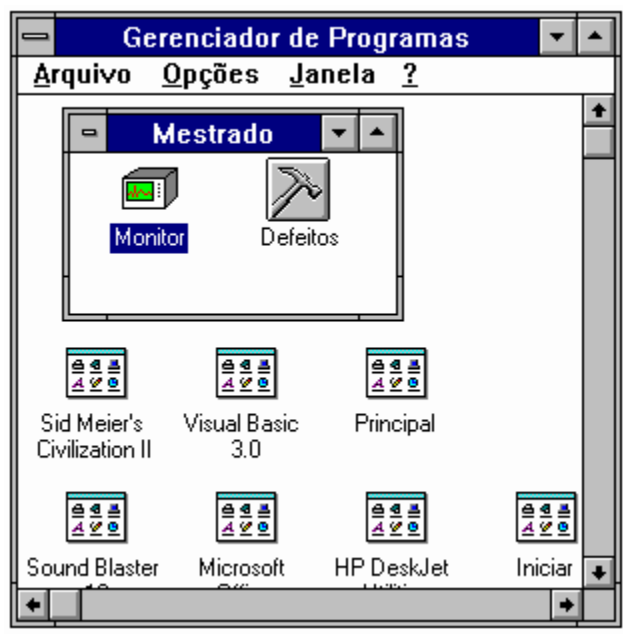 Gerenciador de Programas
Arquivo Opções Janela ?
Mestrado
Monitor Defeitos
Sid Meier's Visual Basic Principal
Civilization II 3.0
Sound Blaster Microsoft HP DeskJet Iniciar